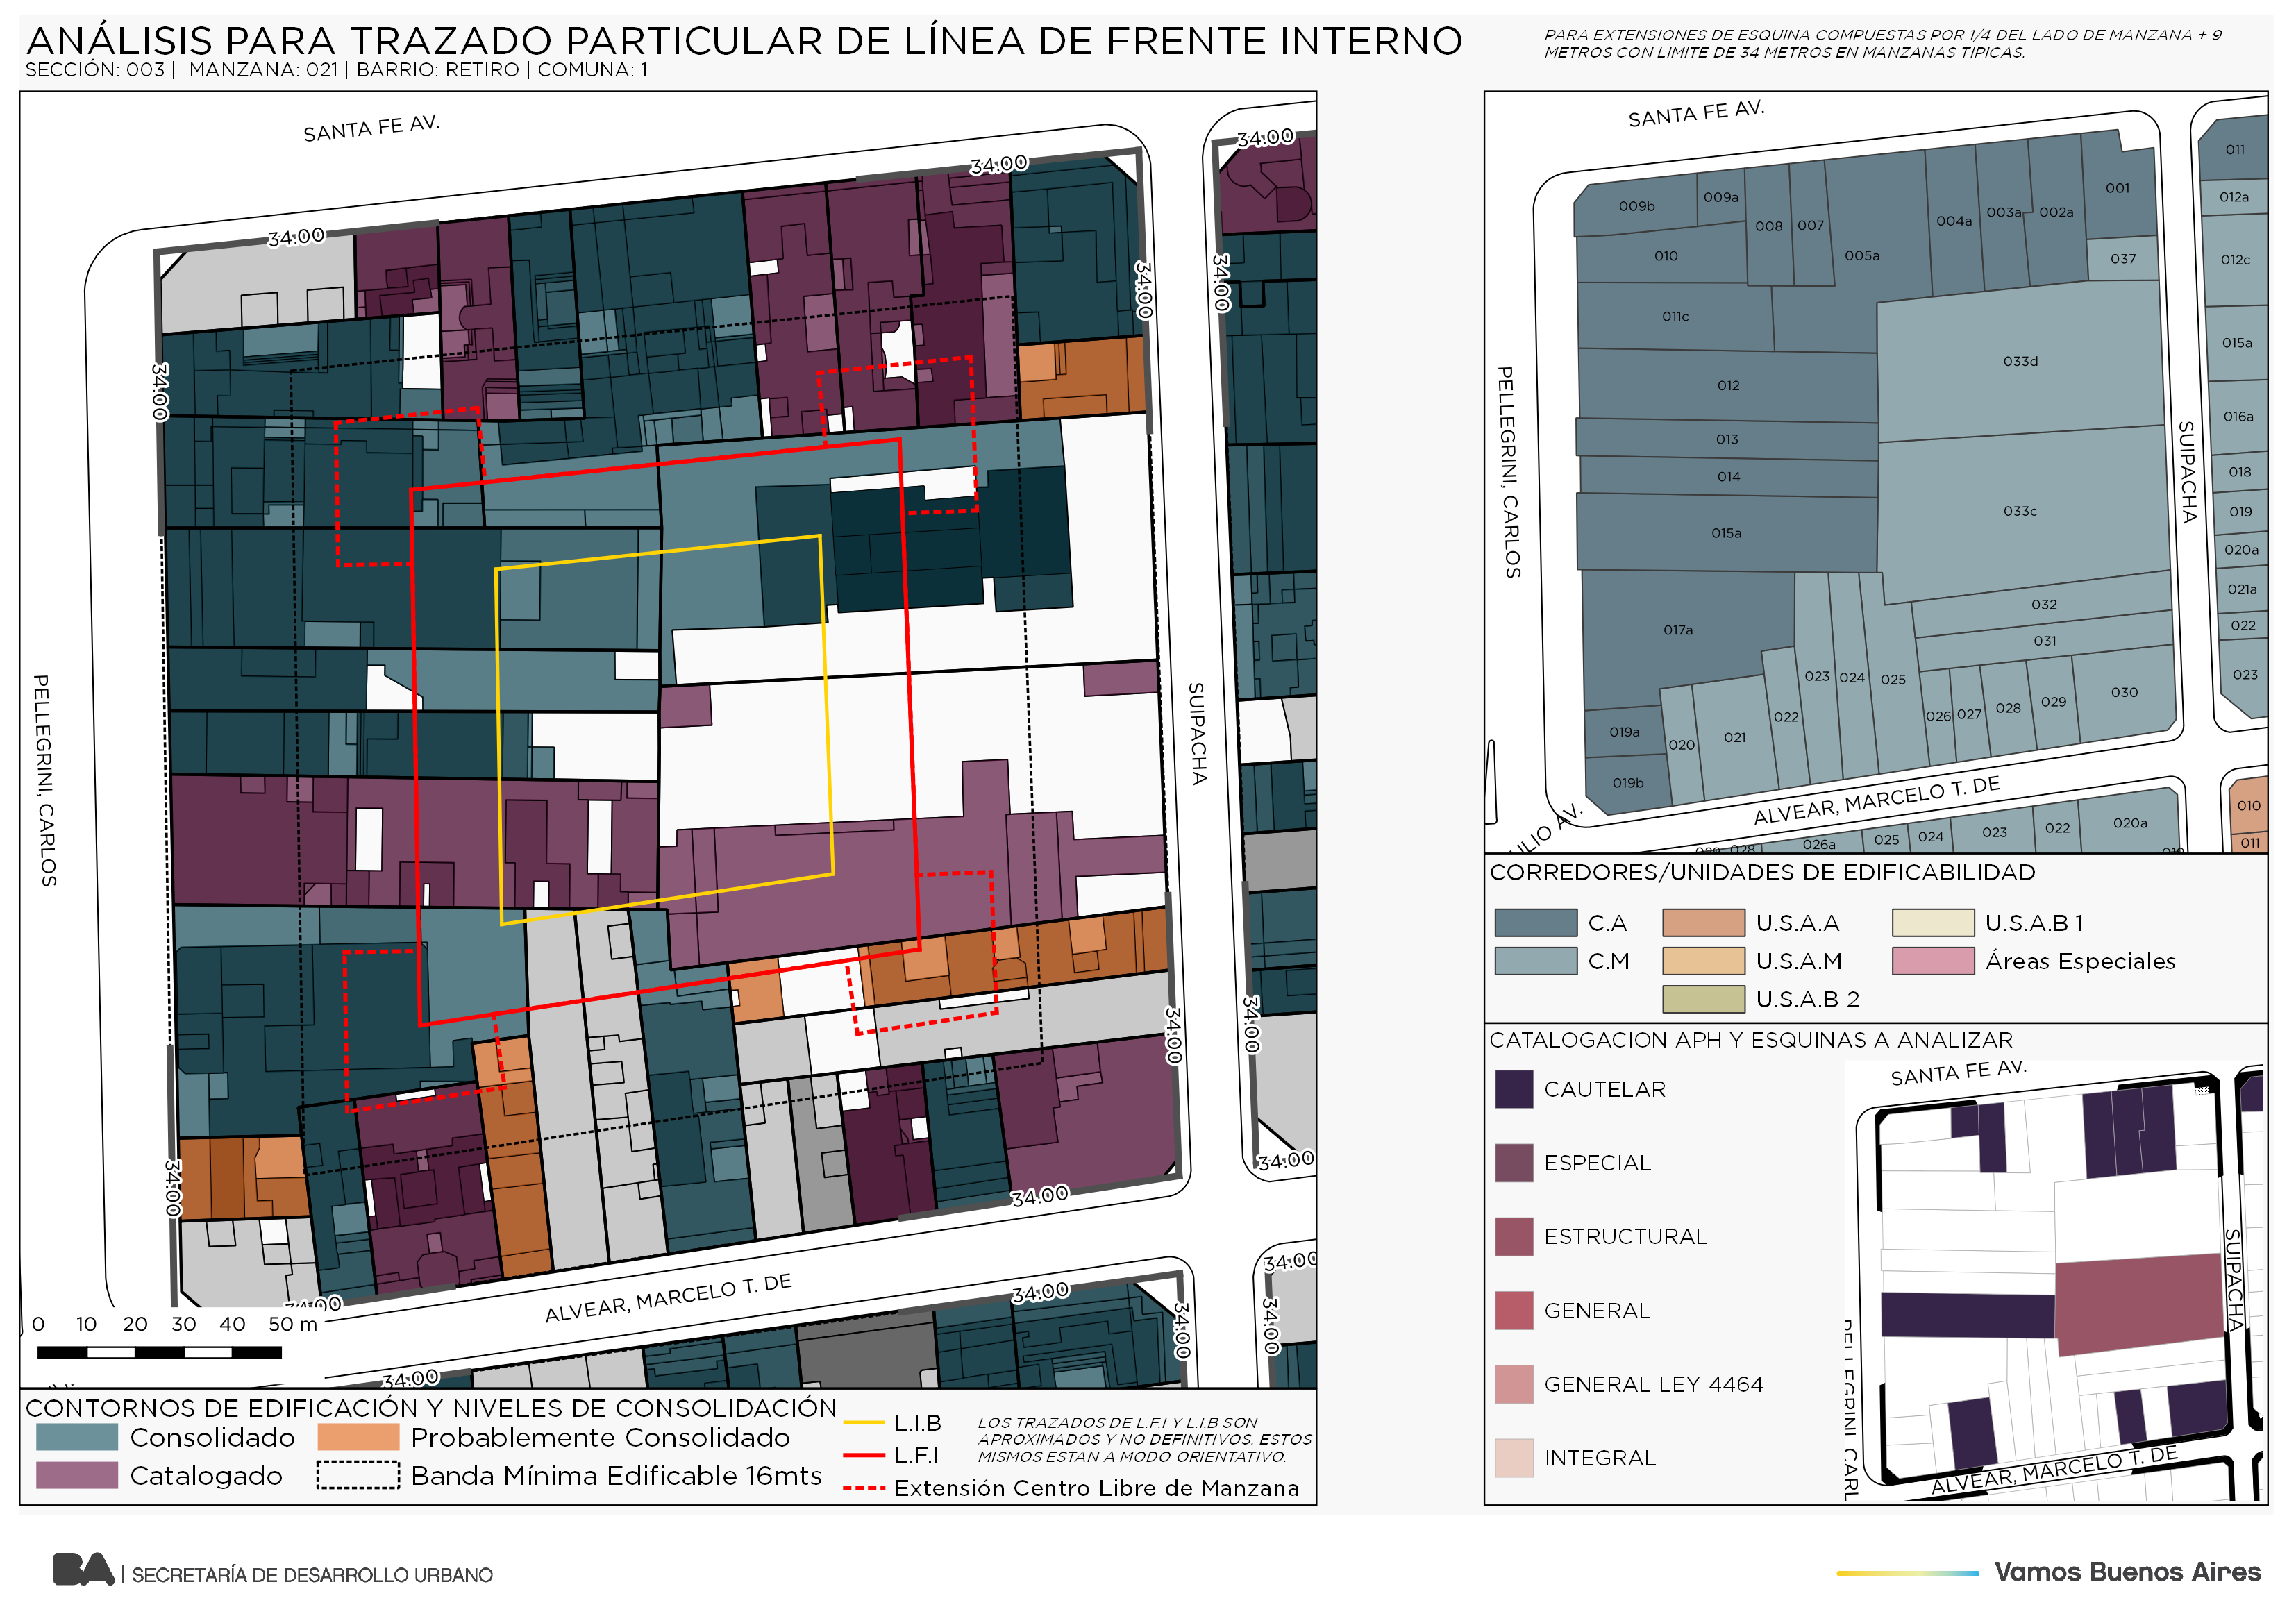 ANÁLISIS PARA TRAZADO PARTICULAR DE LÍNEA DE FRENTE INTERNO
SECCIÓN: 003 | MANZANA: 021 | BARRIO: RETIRO | COMUNA: 1
PARA EXTENSIONES DE ESQUINA COMPUESTAS POR 1/4 DEL LADO DE MANZANA + 9
METROS CON LIMITE DE 34 METROS EN MANZANAS TIPICAS.
SANTA FE AV.
34.00
34.00
34.00
34.00
34.00
34.00
PELLEGRINI, CARLOS
SUIPACHA
34.00
34.00
34.00
34.00
34.00
34.00
ALVEAR, MARCELO T. DE
34.00
34.00
34.00
34.00
34.00
0 10 20 30 40 50 m
CONTORNOS DE EDIFICACIÓN Y NIVELES DE CONSOLIDACIÓN
Consolidado
Probablemente Consolidado
Catalogado
Banda Mínima Edificable 16mts
L.I.B
L.F.I
Extensión Centro Libre de Manzana
LOS TRAZADOS DE L.F.I Y L.I.B SON
APROXIMADOS Y NO DEFINITIVOS. ESTOS
MISMOS ESTAN A MODO ORIENTATIVO.
SANTA FE AV.
PELLEGRINI, CARLOS
SUIPACHA
ALVEAR, MARCELO T. DE
ULIO AV.
009b
009a
008
007
005a
004a
003a
002a
001
037
010
011c
012
013
014
015a
033d
033c
032
031
017a
019a
019b
020
021
022
023
024
025
026
027
028
029
030
011
012a
012c
015a
016a
018
019
020a
021a
022
023
010
011
026a
025
024
023
022
020a
CORREDORES/UNIDADES DE EDIFICABILIDAD
C.A
U.S.A.A
U.S.A.B 1
C.M
U.S.A.M
Áreas Especiales
U.S.A.B 2
CATALOGACION APH Y ESQUINAS A ANALIZAR
CAUTELAR
ESPECIAL
ESTRUCTURAL
GENERAL
GENERAL LEY 4464
INTEGRAL
SANTA FE AV.
SUIPACHA
ALVEAR, MARCELO T. DE
BA | SECRETARÍA DE DESARROLLO URBANO
Vamos Buenos Aires